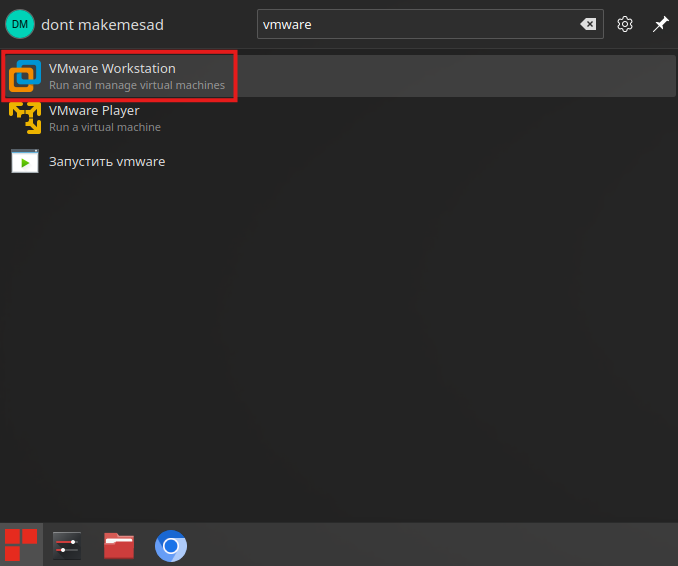 DM dont makemesad
vmware
VMware Workstation
Run and manage virtual machines
VMware Player
Run a virtual machine
Запустить vmware